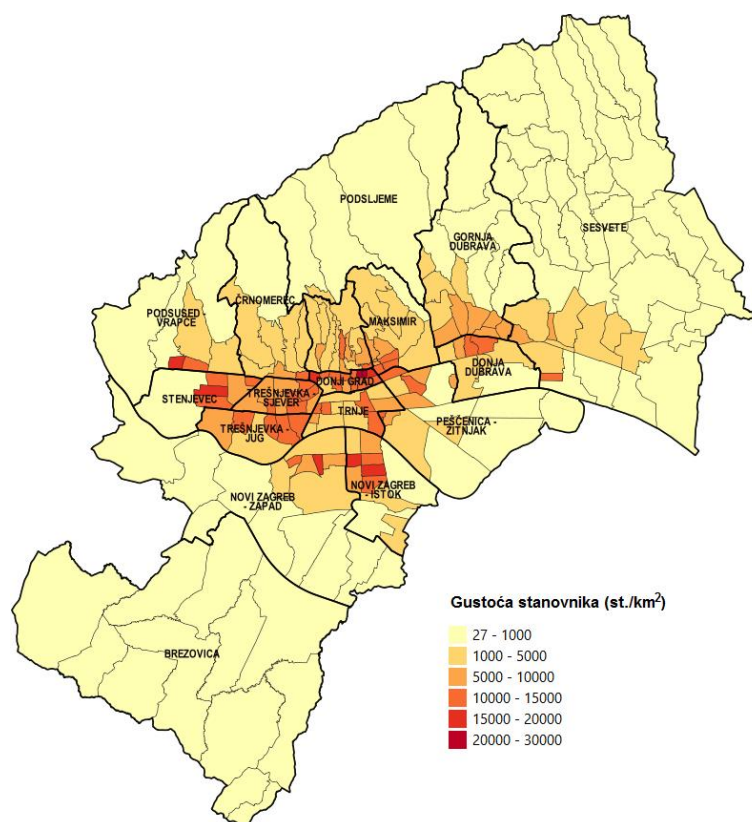 PODSLJEME
GORNJA
DUBRAVA
SESVETE
ČRNOMEREC
PODSUSED
VRAPČE
MAKSIMIR
DONJA
DUBRAVA
DONJI GRAD
STENJEVEC
TREŠNJEVKA -
SJEVER
TRNJE
PEŠČENICA -
ŽITNJAK
TREŠNJEVKA -
JUG
NOVI ZAGREB
- ISTOK
NOVI ZAGREB
- ZAPAD
BREZOVICA
Gustoća stanovnika (st./km²)
27 - 1000
1000 - 5000
5000 - 10000
10000 - 15000
15000 - 20000
20000 - 30000